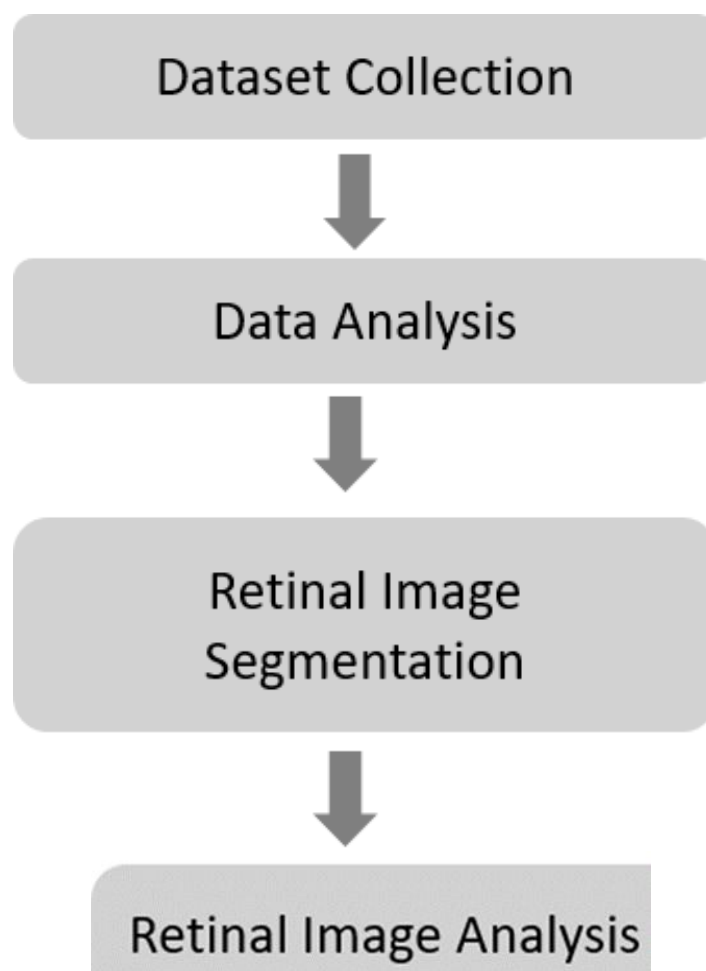 Dataset Collection
Data Analysis
Retinal Image
Segmentation
Retinal Image Analysis